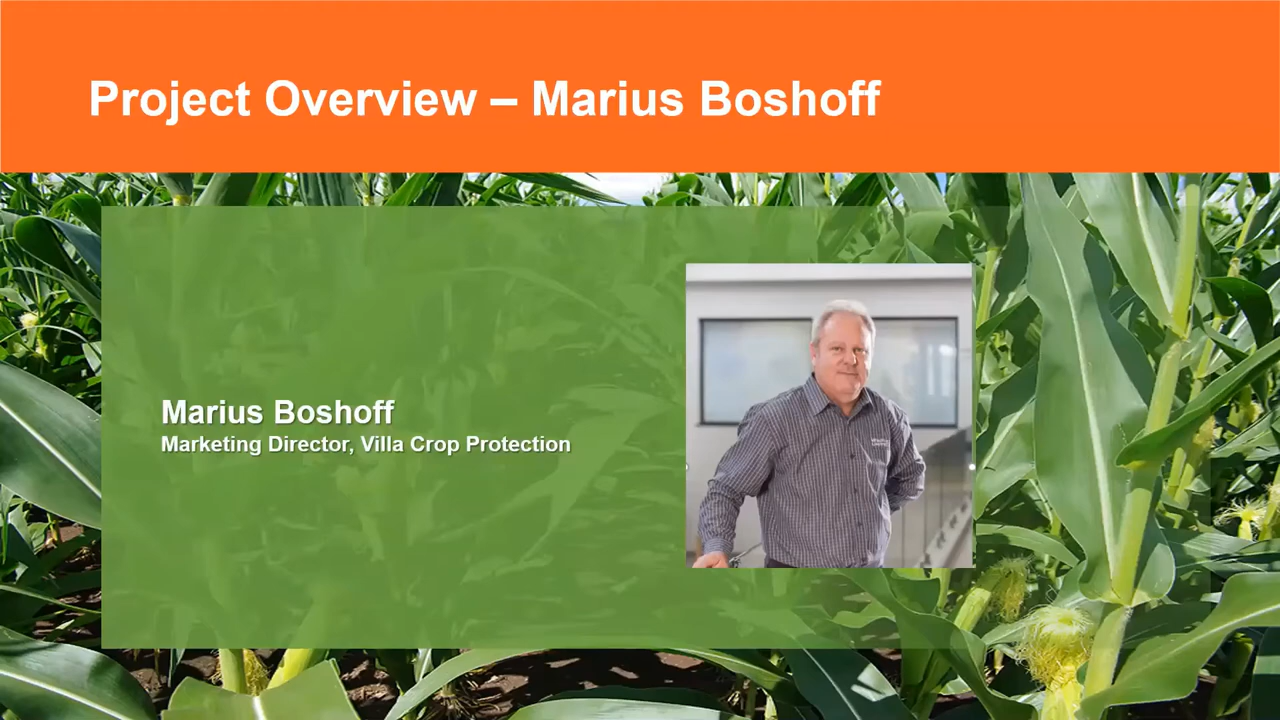 Project Overview – Marius Boshoff
Marius Boshoff
Marketing Director, Villa Crop Protection